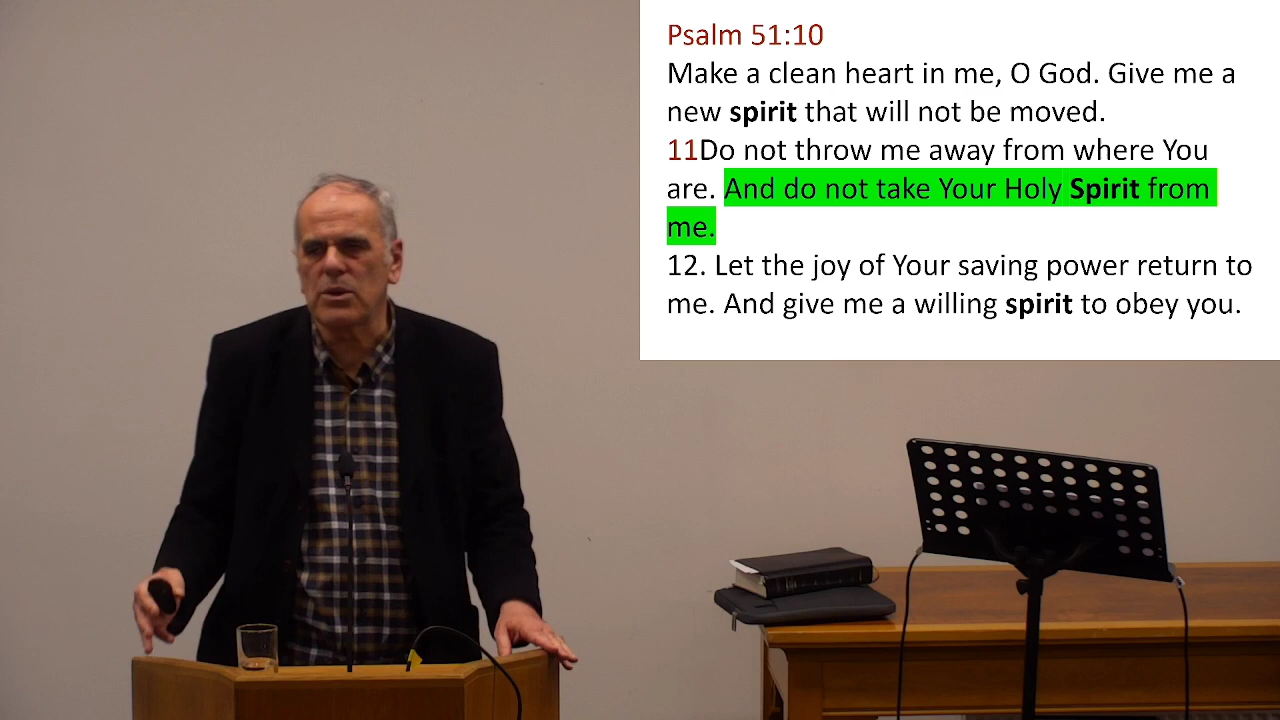 Psalm 51:10
Make a clean heart in me, O God. Give me a
new spirit that will not be moved.
11Do not throw me away from where You
are. And do not take Your Holy Spirit from
me.
12. Let the joy of Your saving power return to
me. And give me a willing spirit to obey you.